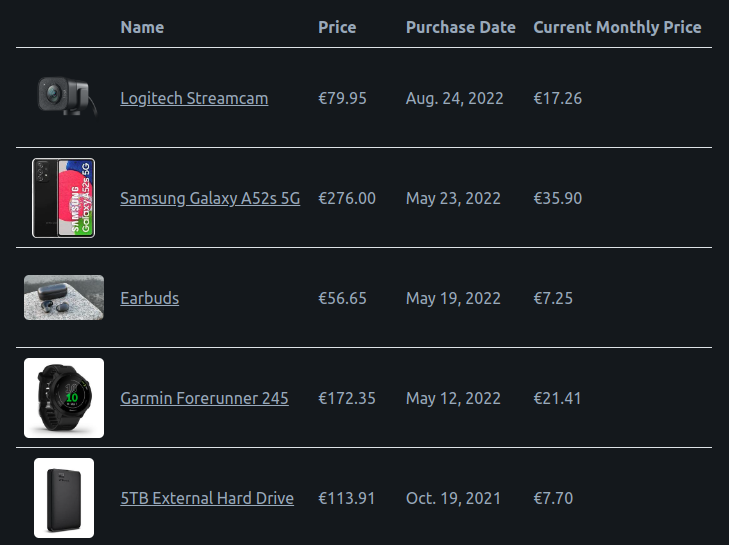 Name Price Purchase Date Current Monthly Price
Logitech Streamcam €79.95 Aug. 24, 2022 €17.26
SAMSUNG
Galaxy A52s 5G
Samsung Galaxy A52s 5G €276.00 May 23, 2022 €35.90
Earbuds €56.65 May 19, 2022 €7.25
10
Garmin Forerunner 245 €172.35 May 12, 2022 €21.41
5TB External Hard Drive €113.91 Oct. 19, 2021 €7.70